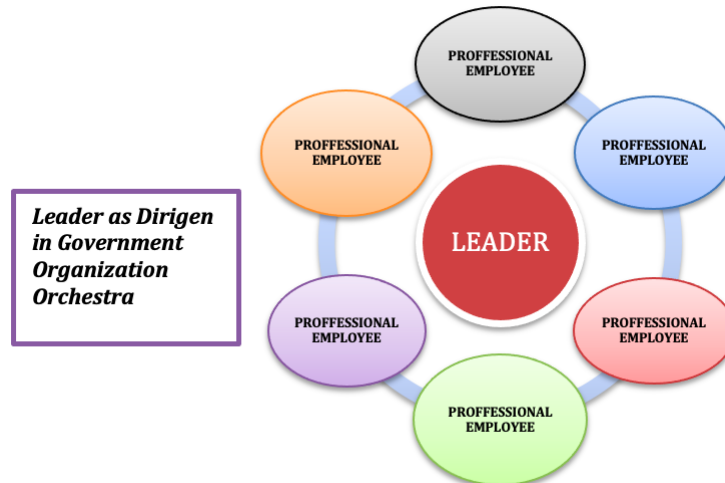 PROFFESSIONAL
EMPLOYEE
PROFFESSIONAL
EMPLOYEE
PROFFESSIONAL
EMPLOYEE
Leader as Dirigen
in Government
Organization
Orchestra
LEADER
PROFFESSIONAL
EMPLOYEE
PROFFESSIONAL
EMPLOYEE
PROFFESSIONAL
EMPLOYEE